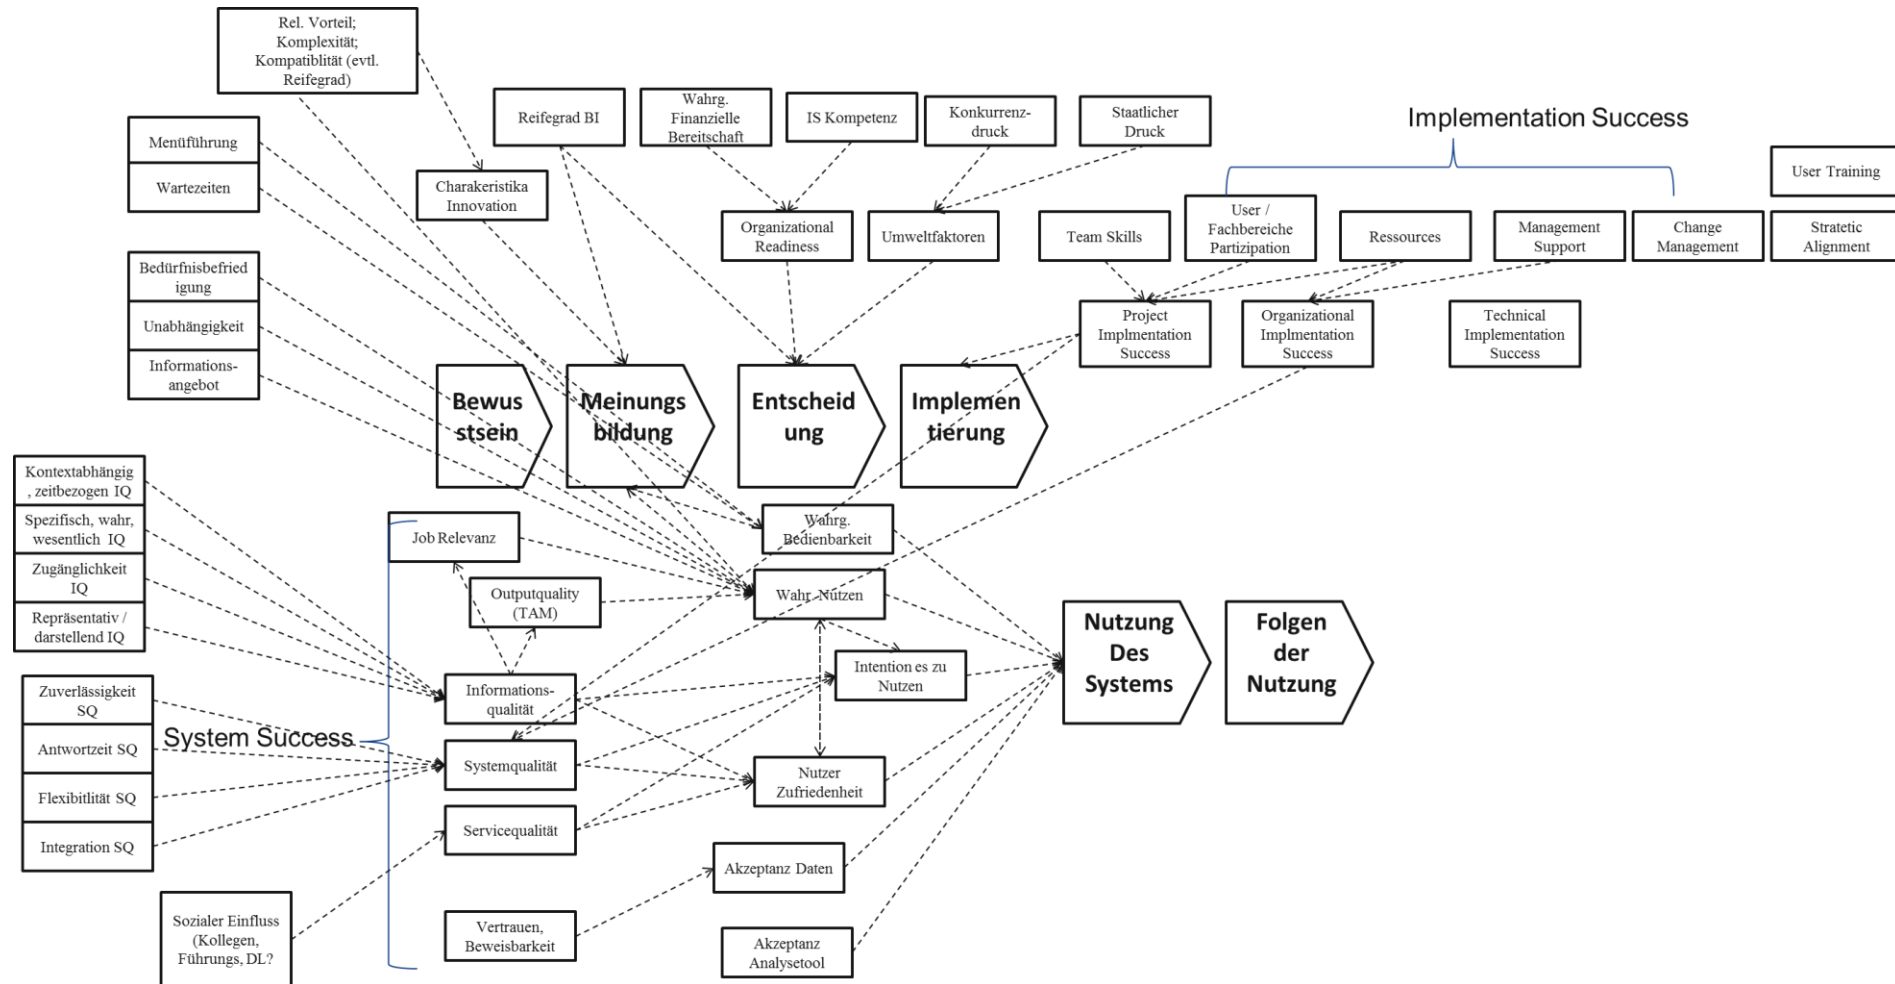 Rel. Vorteil;
Komplexität;
Kompatiblität (evtl.
Reifegrad)
Reifegrad BI
Wahrg.
Finanzielle
Bereitschaft
IS Kompetenz
Konkurrenz-
druck
Staatlicher
Druck
Implementation Success
Menüführung
Wartezeiten
Charakeristika
Innovation
User Training
Organizational
Readiness
Umweltfaktoren
Team Skills
User /
Fachbereiche
Partizipation
Ressources
Management
Support
Change
Management
Stratetic
Alignment
Bedürfnisbefried
igung
Unabhängigkeit
Informations-
angebot
Project
Implmentation
Success
Organizational
Implmentation
Success
Technical
Implementation
Success
Bewus
stsein
Meinungs
bildung
Entscheid
ung
Implemen
tierung
Kontextabhängig
, zeitbezogen IQ
Spezifisch, wahr,
wesentlich IQ
Zugänglichkeit
IQ
Repräsentativ /
darstellend IQ
Job Relevanz
Wahrg.
Bedienbarkeit
Outputquality
(TAM)
Wahr. Nutzen
Nutzung
Des
Systems
Folgen
der
Nutzung
Intention es zu
Nutzen
Informations-
qualität
Zuverlässigkeit
SQ
Antwortzeit SQ
Flexibitlität SQ
Integration SQ
System Success
Systemqualität
Nutzer
Zufriedenheit
Servicequalität
Akzeptanz Daten
Sozialer Einfluss
(Kollegen,
Führungs, DL?
Vertrauen,
Beweisbarkeit
Akzeptanz
Analysetool